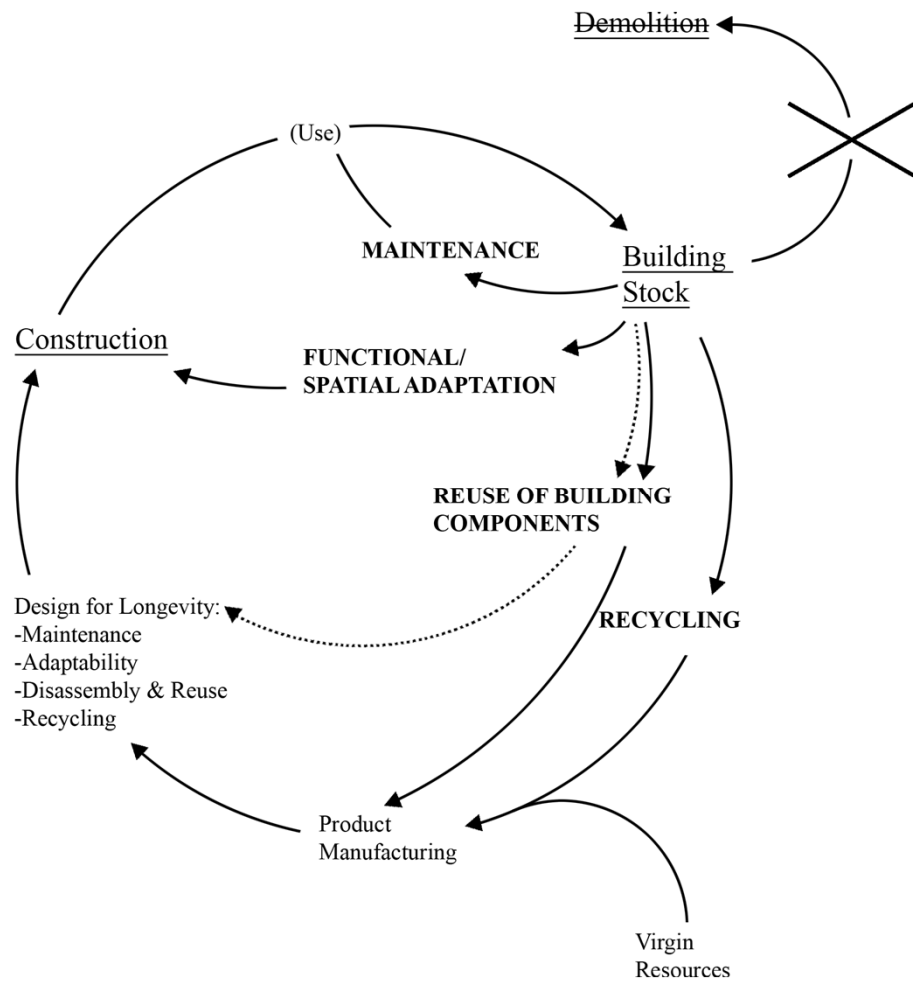 Demolition
(Use)
MAINTENANCE
Building
Stock
Construction
FUNCTIONAL/
SPATIAL ADAPTATION
REUSE OF BUILDING
COMPONENTS
Design for Longevity:
-Maintenance
-Adaptability
-Disassembly & Reuse
-Recycling
RECYCLING
Product
Manufacturing
Virgin
Resources